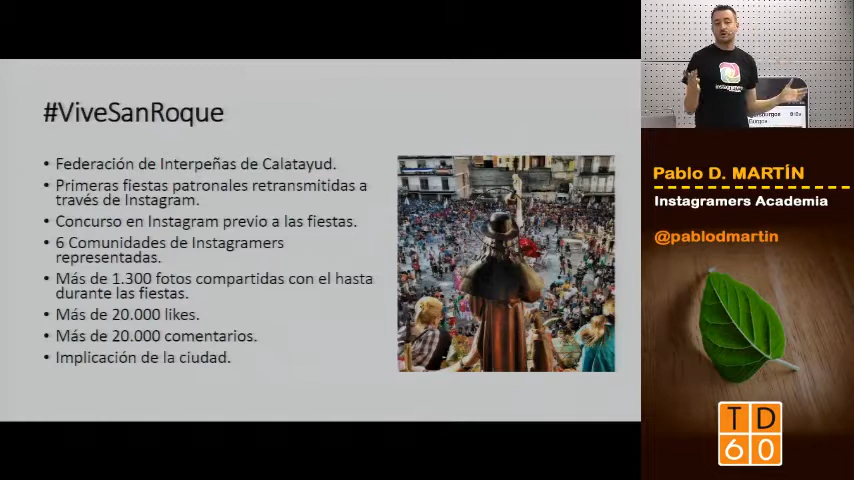 #ViveSanRoque
• Federación de Interpeñas de Calatayud.
• Primeras fiestas patronales retransmitidas a
través de Instagram.
• Concurso en Instagram previo a las fiestas.
• 6 Comunidades de Instagramers
representadas.
• Más de 1.300 fotos compartidas con el hasta
durante las fiestas.
• Más de 20.000 likes.
• Más de 20.000 comentarios.
• Implicación de la ciudad.
Pablo D. MARTÍN
Instagramers Academia
@pablodmartin
TD
60